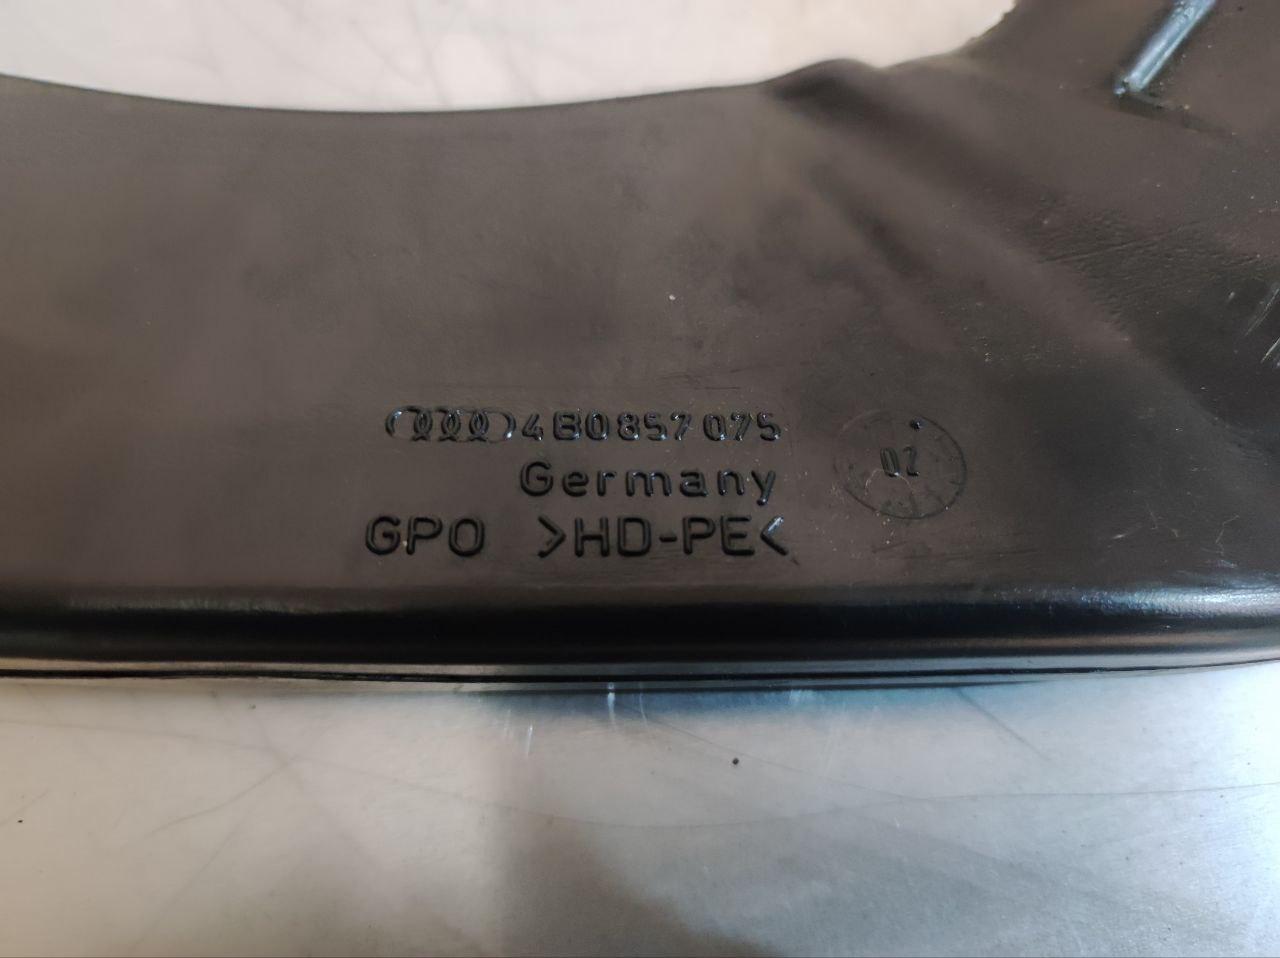 4B0857075
Germany
GPO >HD-PE<
02